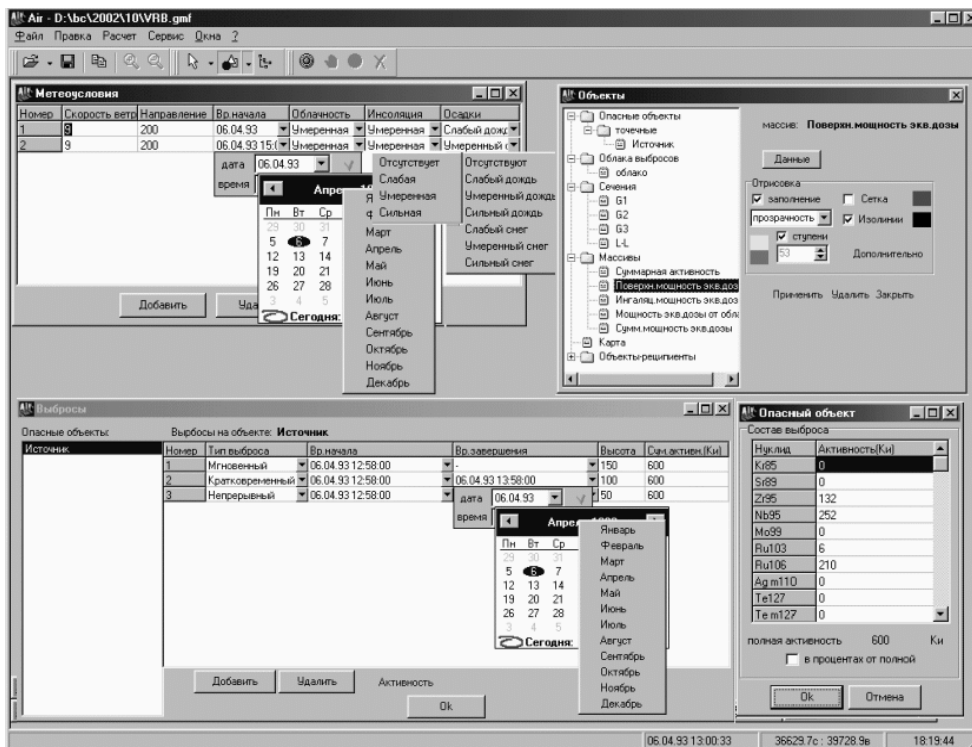 Air - D:\bc\2002\10\VRB.gmf
Файл Правка Расчет Сервис Окна ?
Метеоусловия
Номер Скорость ветр Направление Вр.начала Облачность Инсоляция Осадки
1 9 200 06.04.93 Умеренная Умеренная Слабый дожд
2 9 200 06.04.93 15:0 Умеренная Умеренная Умеренный с
дата 06.04.93
время
Отсутствует
Слабая
Умеренная
Сильная
Отсутствуют
Слабый дождь
Умеренный дождь
Сильный дождь
Слабый снег
Умеренный снег
Сильный снег
Пн Вт Ср
29 30 31
5 6 7
12 13 14
19 20 21
26 27 28
3 4 5
Сегодня:
Март
Апрель
Май
Июнь
Июль
Август
Сентябрь
Октябрь
Ноябрь
Декабрь
Добавить
Объекты
Опасные объекты
точечные
Источник
Облака выбросов
облако
Сечения
G1
G2
G3
L-L
Массивы
Суммарная активность
Поверхн.мощность экв.доз
Ингаляц.мощность экв.доз
Мощность экв.дозы от обла
Сумм.мощность экв.дозы
Карта
Объекты-реципиенты
массив: Поверхн.мощность экв.дозы
Данные
Отрисовка
заполнение Сетка
прозрачность Изолинии
ступени
53 Дополнительно
Применить Удалить Закрыть
Выбросы
Опасные объекты:
Источник
Вырбосы на объекте: Источник
Номер Тип выброса Вр.начала Вр.завершения Высота Сум.активн.(Ки)
1 Мгновенный 06.04.93 12:58:00 - 150 600
2 Кратковременный 06.04.93 12:58:00 06.04.93 13:58:00 100 600
3 Непрерывный 06.04.93 12:58:00 50 600
дата 06.04.93
время
Пн Вт Ср
29 30 31
5 6 7
12 13 14
19 20 21
26 27 28
3 4 5
Сегодня:
Январь
Февраль
Март
Апрель
Май
Июнь
Июль
Август
Сентябрь
Октябрь
Ноябрь
Декабрь
Добавить Удалить Активность
Ok
Опасный объект
Состав выброса
Нуклид Активность(Ки)
Kr85 0
Sr89 0
Zr95 132
Nb95 252
Mo99 0
Ru103 6
Ru106 210
Ag m110 0
Te127 0
Te m127 0
полная активность 600 Ки
в процентах от полной
Ok Отмена
06.04.93 13:00:33 36629.7с : 39728.9в 18:19:44